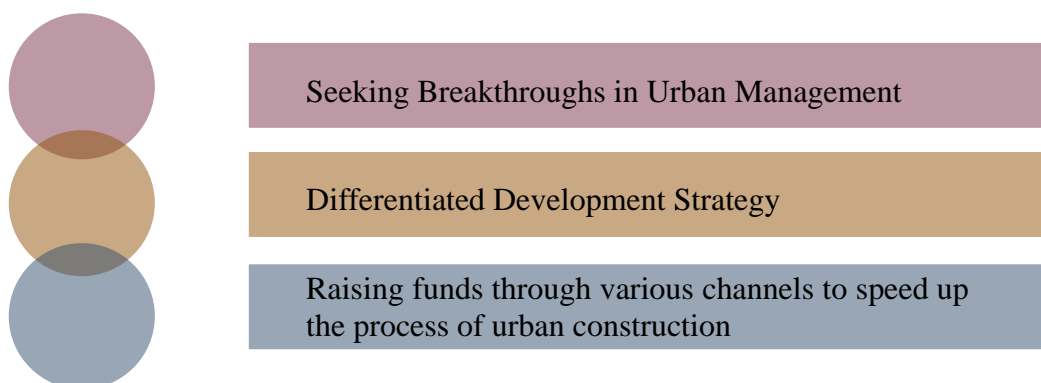 Seeking Breakthroughs in Urban Management
Differentiated Development Strategy
Raising funds through various channels to speed up
the process of urban construction